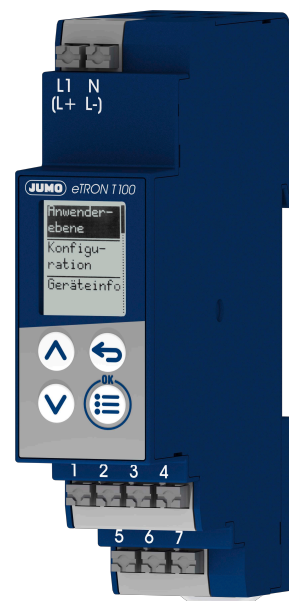 L1 N
(L+ L-)
JUMO eTRON T100
Anwender-
ebene
Konfigu-
ration
Geräteinfo
OK
1 2 3 4
5 6 7